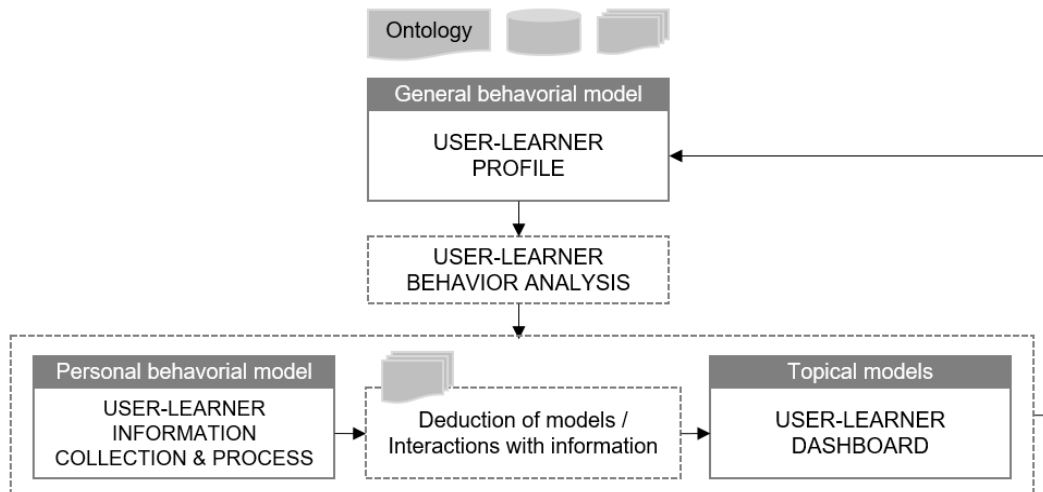 Ontology
General behavorial model
USER-LEARNER
PROFILE
USER-LEARNER
BEHAVIOR ANALYSIS
Personal behavorial model
USER-LEARNER
INFORMATION
COLLECTION & PROCESS
Deduction of models /
Interactions with information
Topical models
USER-LEARNER
DASHBOARD